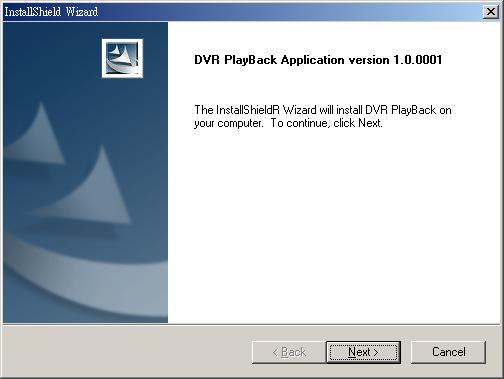 InstallShield Wizard
DVR PlayBack Application version 1.0.0001
The InstallShieldR Wizard will install DVR PlayBack on
your computer. To continue, click Next.
< Back
Next >
Cancel